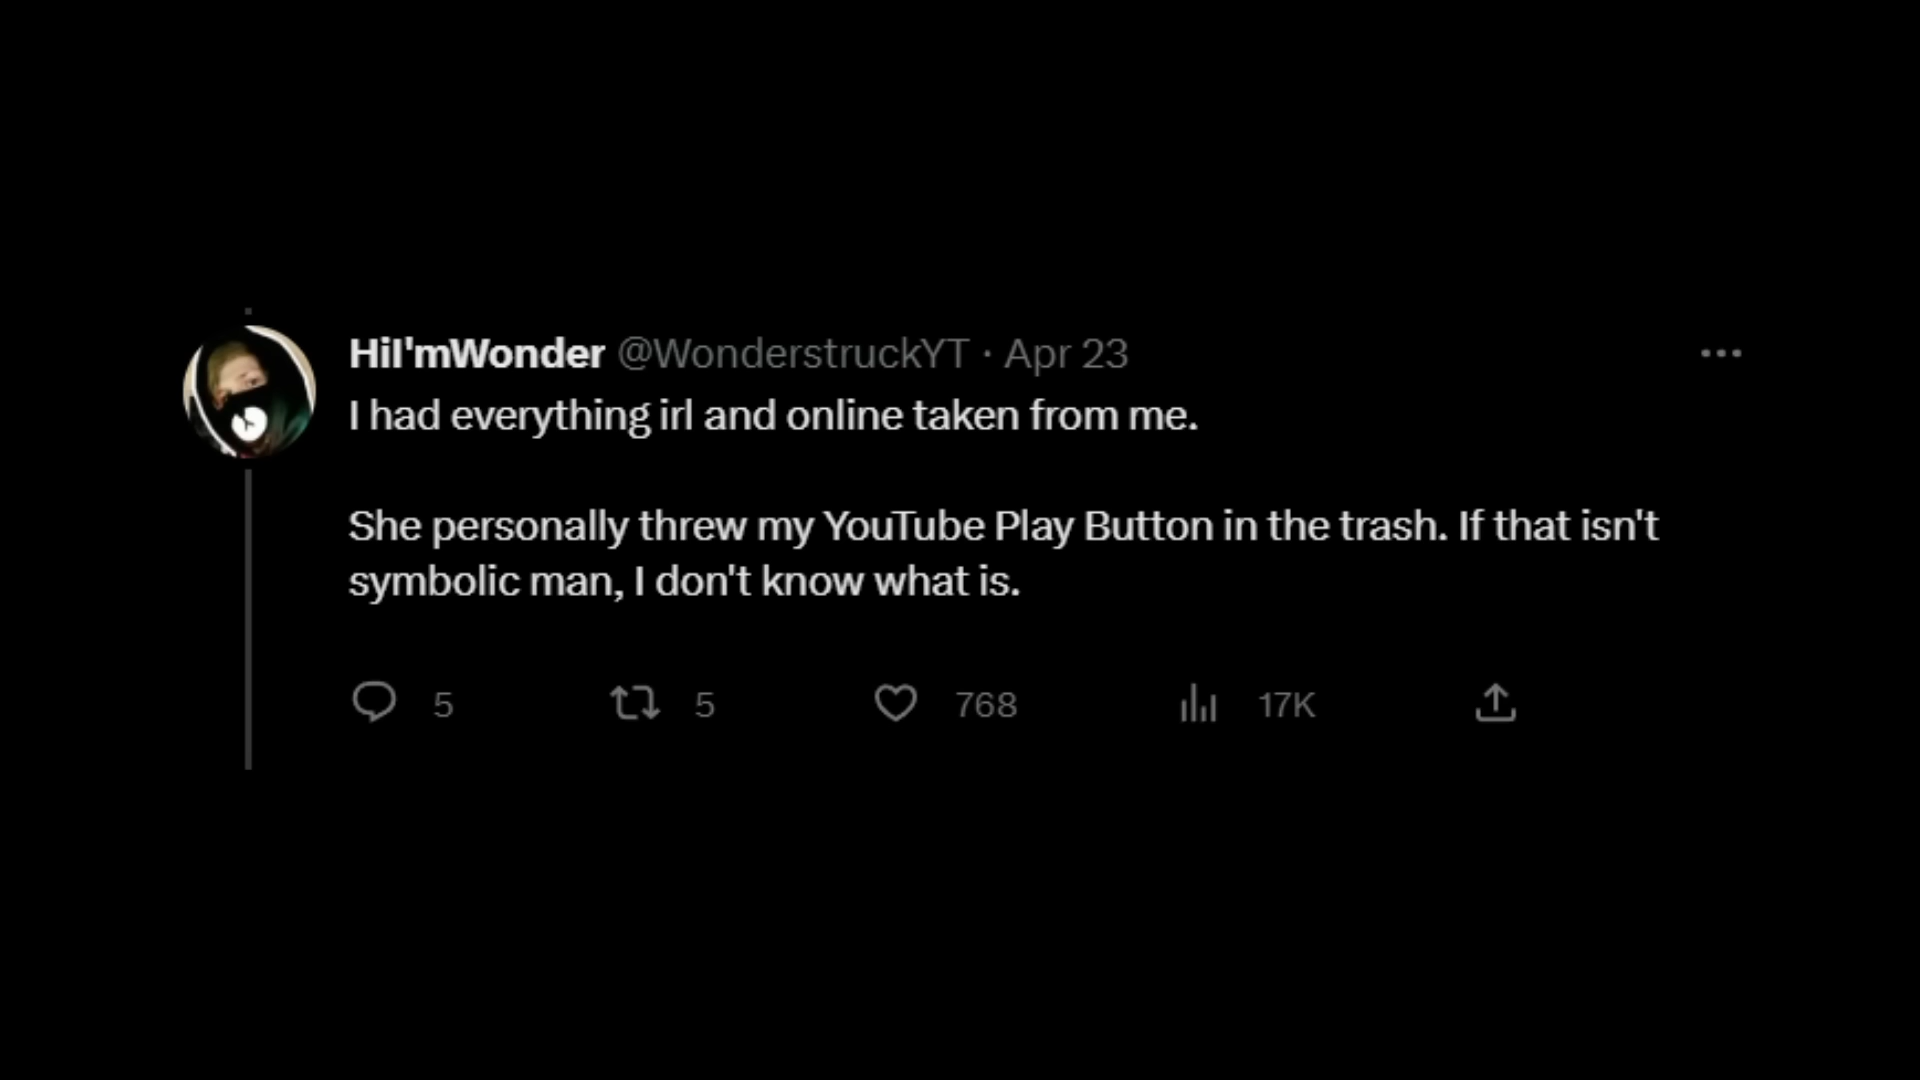 HiI'mWonder @WonderstruckYT · Apr 23
I had everything irl and online taken from me.
She personally threw my YouTube Play Button in the trash. If that isn't
symbolic man, I don't know what is.
5 5 768 17K